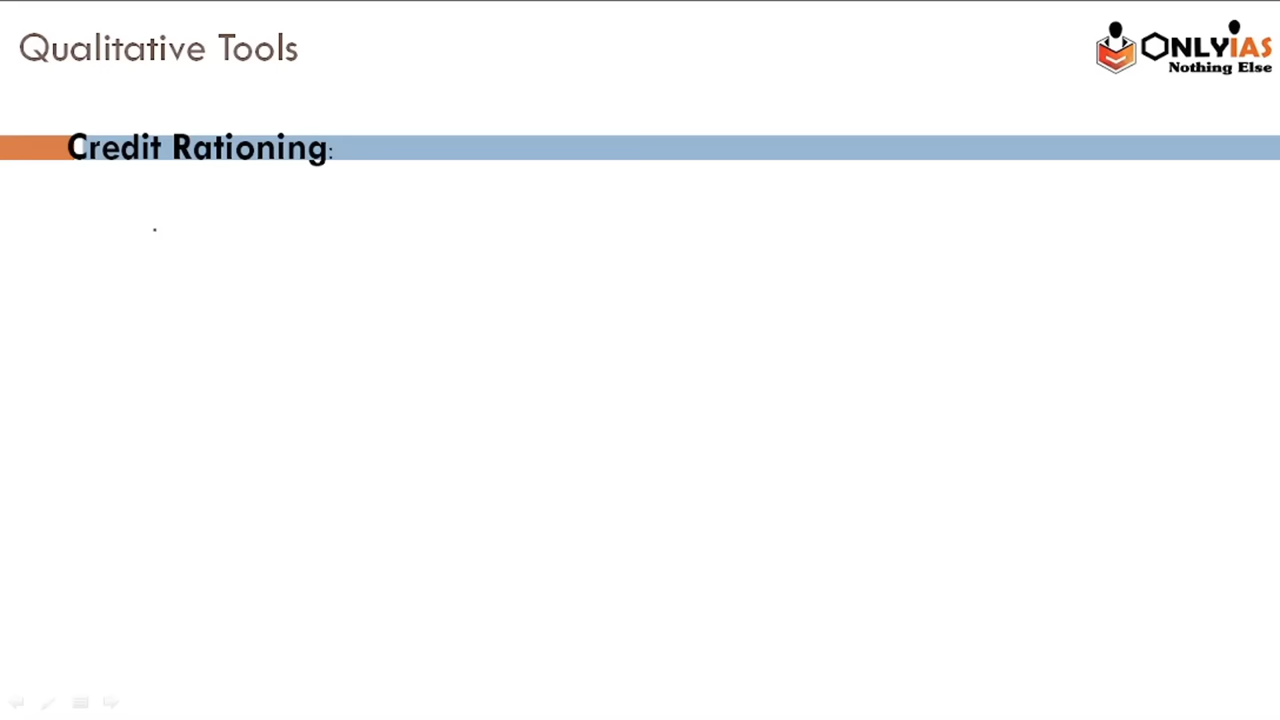 Qualitative Tools
ONLYIAS
Nothing Else
Credit Rationing:
.